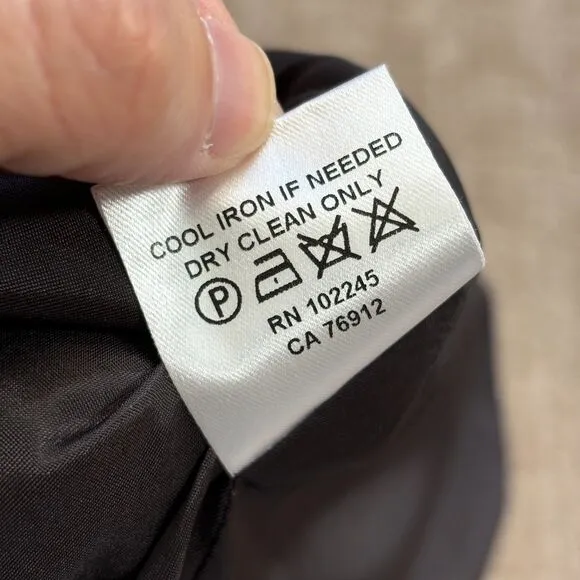 COOL IRON IF NEEDED
DRY CLEAN ONLY
P
RN 102245
CA 76912